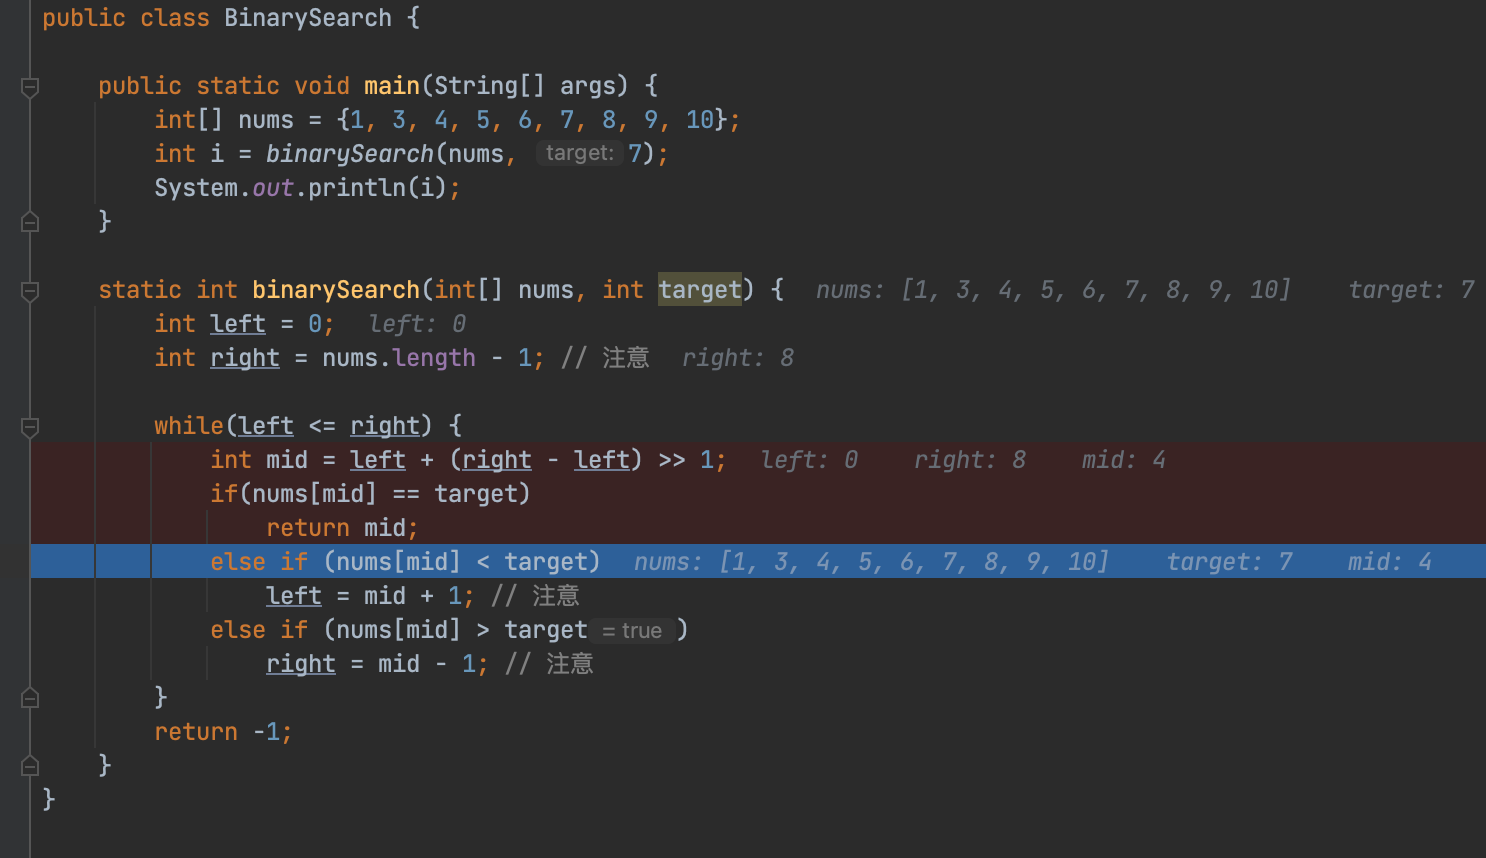 public class BinarySearch {
public static void main(String[] args) {
int[] nums = {1, 3, 4, 5, 6, 7, 8, 9, 10};
int i = binarySearch(nums, target: 7);
System.out.println(i);
}
static int binarySearch(int[] nums, int target) { nums: [1, 3, 4, 5, 6, 7, 8, 9, 10] target: 7
int left = 0; left: 0
int right = nums.length - 1; // 注意 right: 8
while(left <= right) {
int mid = left + (right - left) >> 1; left: 0 right: 8 mid: 4
if(nums[mid] == target)
return mid;
else if (nums[mid] < target) nums: [1, 3, 4, 5, 6, 7, 8, 9, 10] target: 7 mid: 4
left = mid + 1; // 注意
else if (nums[mid] > target = true )
right = mid - 1; // 注意
}
return -1;
}
}